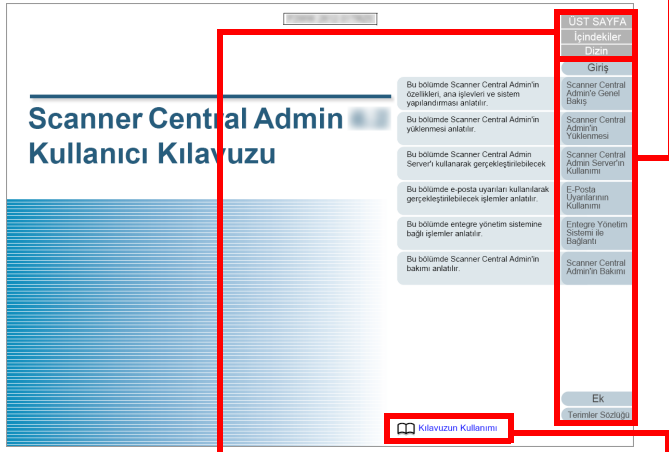 ÜST SAYFA
İçindekiler
Dizin
Giriş
Scanner Central Admin
Kullanıcı Kılavuzu
Bu bölümde Scanner Central Admin'in
özellikleri, ana işlevleri ve sistem
yapılandırması anlatılır.
Scanner Central
Admin'e Genel
Bakış
Bu bölümde Scanner Central Admin'in
yüklenmesi anlatılır.
Scanner Central
Admin'in
Yüklenmesi
Bu bölümde Scanner Central Admin
Server'ı kullanarak gerçekleştirilebilecek
Scanner Central
Admin Server'ın
Kullanımı
Bu bölümde e-posta uyarıları kullanılarak
gerçekleştirilebilecek işlemler anlatılır.
E-Posta
Uyarılarının
Kullanımı
Bu bölümde entegre yönetim sistemine
bağlı işlemler anlatılır.
Entegre Yönetim
Sistemi ile
Bağlantı
Bu bölümde Scanner Central Admin'in
bakımı anlatılır.
Scanner Central
Admin'in Bakımı
Ek
Terimler Sözlüğü
Kılavuzun Kullanımı